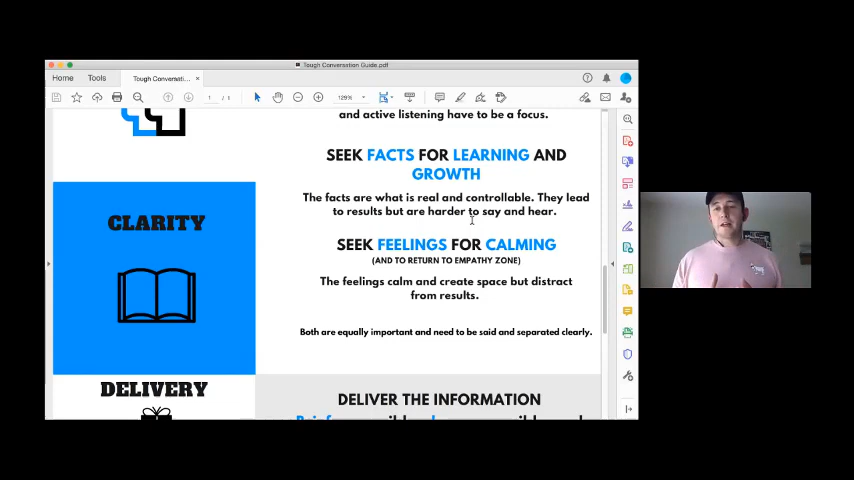 Tough Conversation Guide.pdf
Home Tools Tough Conversati... ×
1 / 1 129%
and active listening have to be a focus.
SEEK FACTS FOR LEARNING AND
GROWTH
CLARITY
The facts are what is real and controllable. They lead
to results but are harder to say and hear.
SEEK FEELINGS FOR CALMING
(AND TO RETURN TO EMPATHY ZONE)
The feelings calm and create space but distract
from results.
Both are equally important and need to be said and separated clearly.
DELIVERY
DELIVER THE INFORMATION